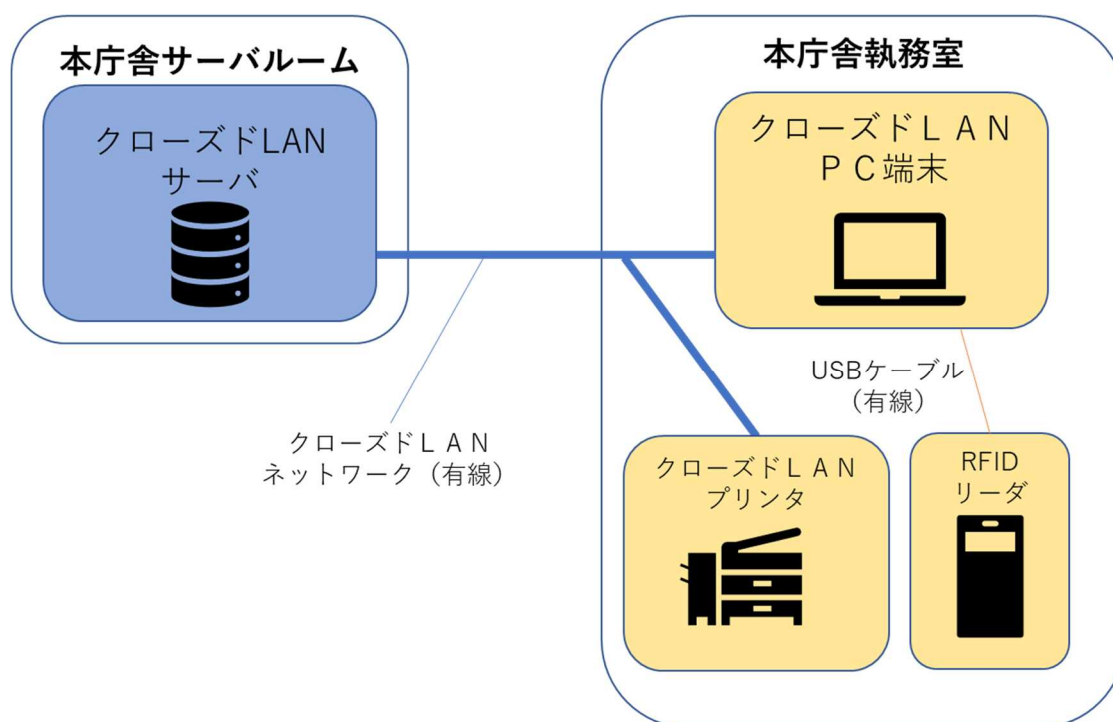 本庁舎サーバルーム
クローズドLAN
サーバ
本庁舎執務室
クローズドＬＡＮ
ＰＣ端末
USBケーブル
（有線）
クローズドＬＡＮ
ネットワーク（有線）
クローズドＬＡＮ
プリンタ
RFID
リーダ